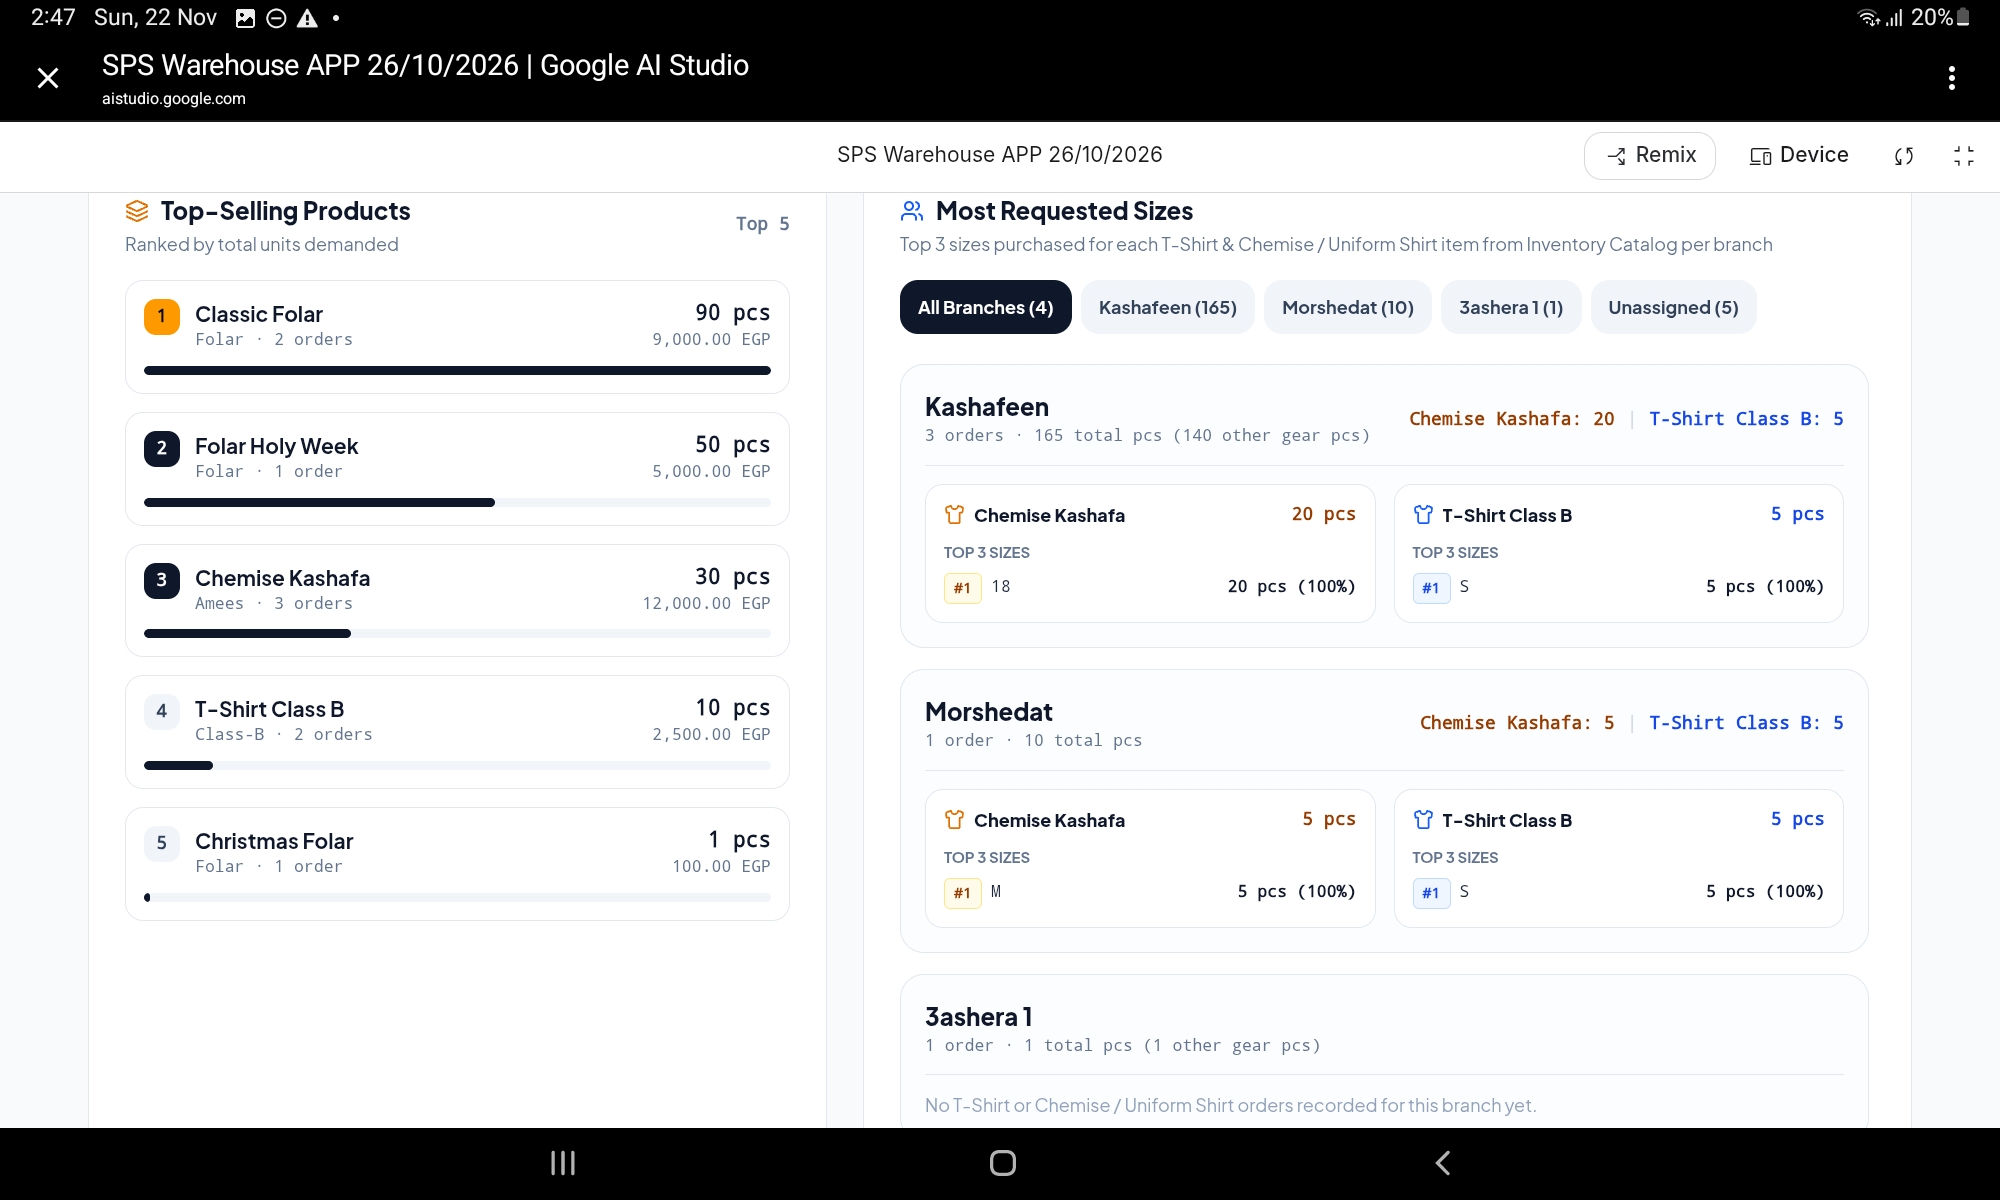 2:47 Sun, 22 Nov
20%
SPS Warehouse APP 26/10/2026 | Google AI Studio
aistudio.google.com
SPS Warehouse APP 26/10/2026
Remix
Device
Top-Selling Products
Ranked by total units demanded
Top 5
1
Classic Folar
90 pcs
Folar · 2 orders
9,000.00 EGP
2
Folar Holy Week
50 pcs
Folar · 1 order
5,000.00 EGP
3
Chemise Kashafa
30 pcs
Amees · 3 orders
12,000.00 EGP
4
T-Shirt Class B
10 pcs
Class-B · 2 orders
2,500.00 EGP
5
Christmas Folar
1 pcs
Folar · 1 order
100.00 EGP
Most Requested Sizes
Top 3 sizes purchased for each T-Shirt & Chemise / Uniform Shirt item from Inventory Catalog per branch
All Branches (4)
Kashafeen (165)
Morshedat (10)
3ashera 1 (1)
Unassigned (5)
Kashafeen
3 orders · 165 total pcs (140 other gear pcs)
Chemise Kashafa: 20 | T-Shirt Class B: 5
Chemise Kashafa
20 pcs
TOP 3 SIZES
#1 18
20 pcs (100%)
T-Shirt Class B
5 pcs
TOP 3 SIZES
#1 S
5 pcs (100%)
Morshedat
1 order · 10 total pcs
Chemise Kashafa: 5 | T-Shirt Class B: 5
Chemise Kashafa
5 pcs
TOP 3 SIZES
#1 M
5 pcs (100%)
T-Shirt Class B
5 pcs
TOP 3 SIZES
#1 S
5 pcs (100%)
3ashera 1
1 order · 1 total pcs (1 other gear pcs)
No T-Shirt or Chemise / Uniform Shirt orders recorded for this branch yet.